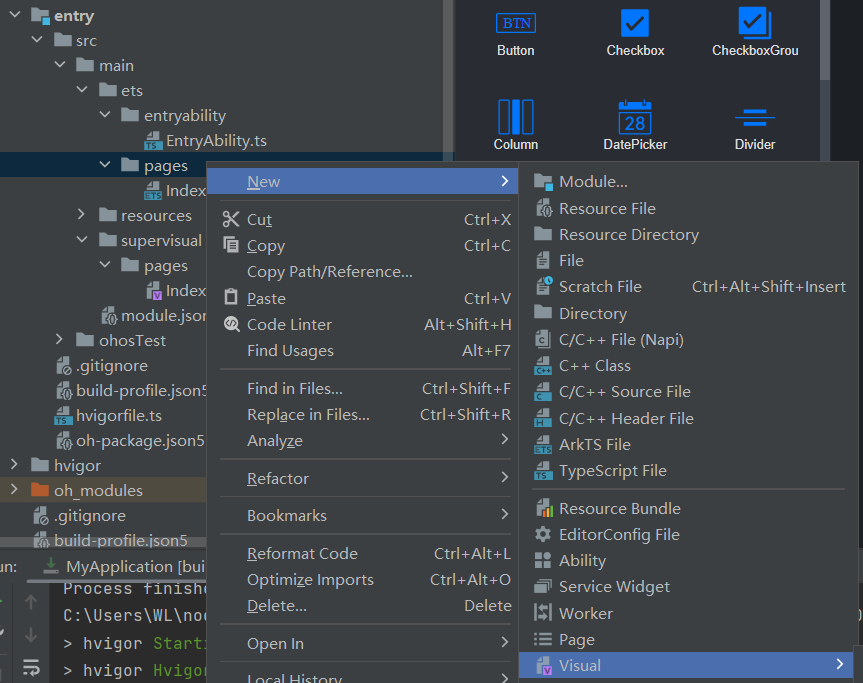 entry
src
main
ets
entryability
EntryAbility.ts
pages
Index
resources
supervisual
pages
Index
module.json
ohosTest
.gitignore
build-profile.json5
hvigorfile.ts
oh-package.json5
hvigor
oh_modules
.gitignore
build-profile.json5
MyApplication [bui
Process finishe
C:\Users\WL\no
> hvigor Start
> hvigor Hvigor
BTN
Button
Checkbox
CheckboxGrou
Column
28
DatePicker
Divider
New
Cut Ctrl+X
Copy Ctrl+C
Copy Path/Reference...
Paste Ctrl+V
Code Linter Alt+Shift+H
Find Usages Alt+F7
Find in Files... Ctrl+Shift+F
Replace in Files... Ctrl+Shift+R
Analyze
Refactor
Bookmarks
Reformat Code Ctrl+Alt+L
Optimize Imports Ctrl+Alt+O
Delete... Delete
Open In
Local History
Module...
Resource File
Resource Directory
File
Scratch File Ctrl+Alt+Shift+Insert
Directory
C/C++ File (Napi)
C++ Class
C/C++ Source File
C/C++ Header File
ArkTS File
TypeScript File
Resource Bundle
EditorConfig File
Ability
Service Widget
Worker
Page
Visual